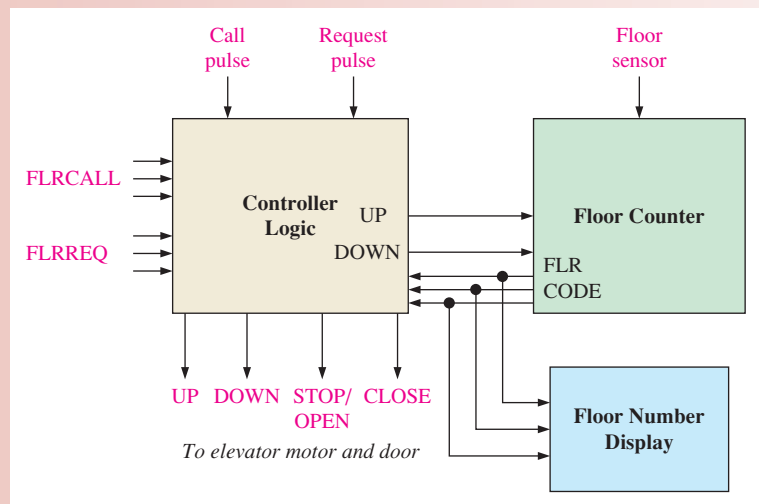 Call
pulse
Request
pulse
Floor
sensor
FLRCALL
FLRREQ
Controller
Logic
UP
DOWN
Floor Counter
FLR
CODE
UP
DOWN
STOP/
OPEN
CLOSE
To elevator motor and door
Floor Number
Display